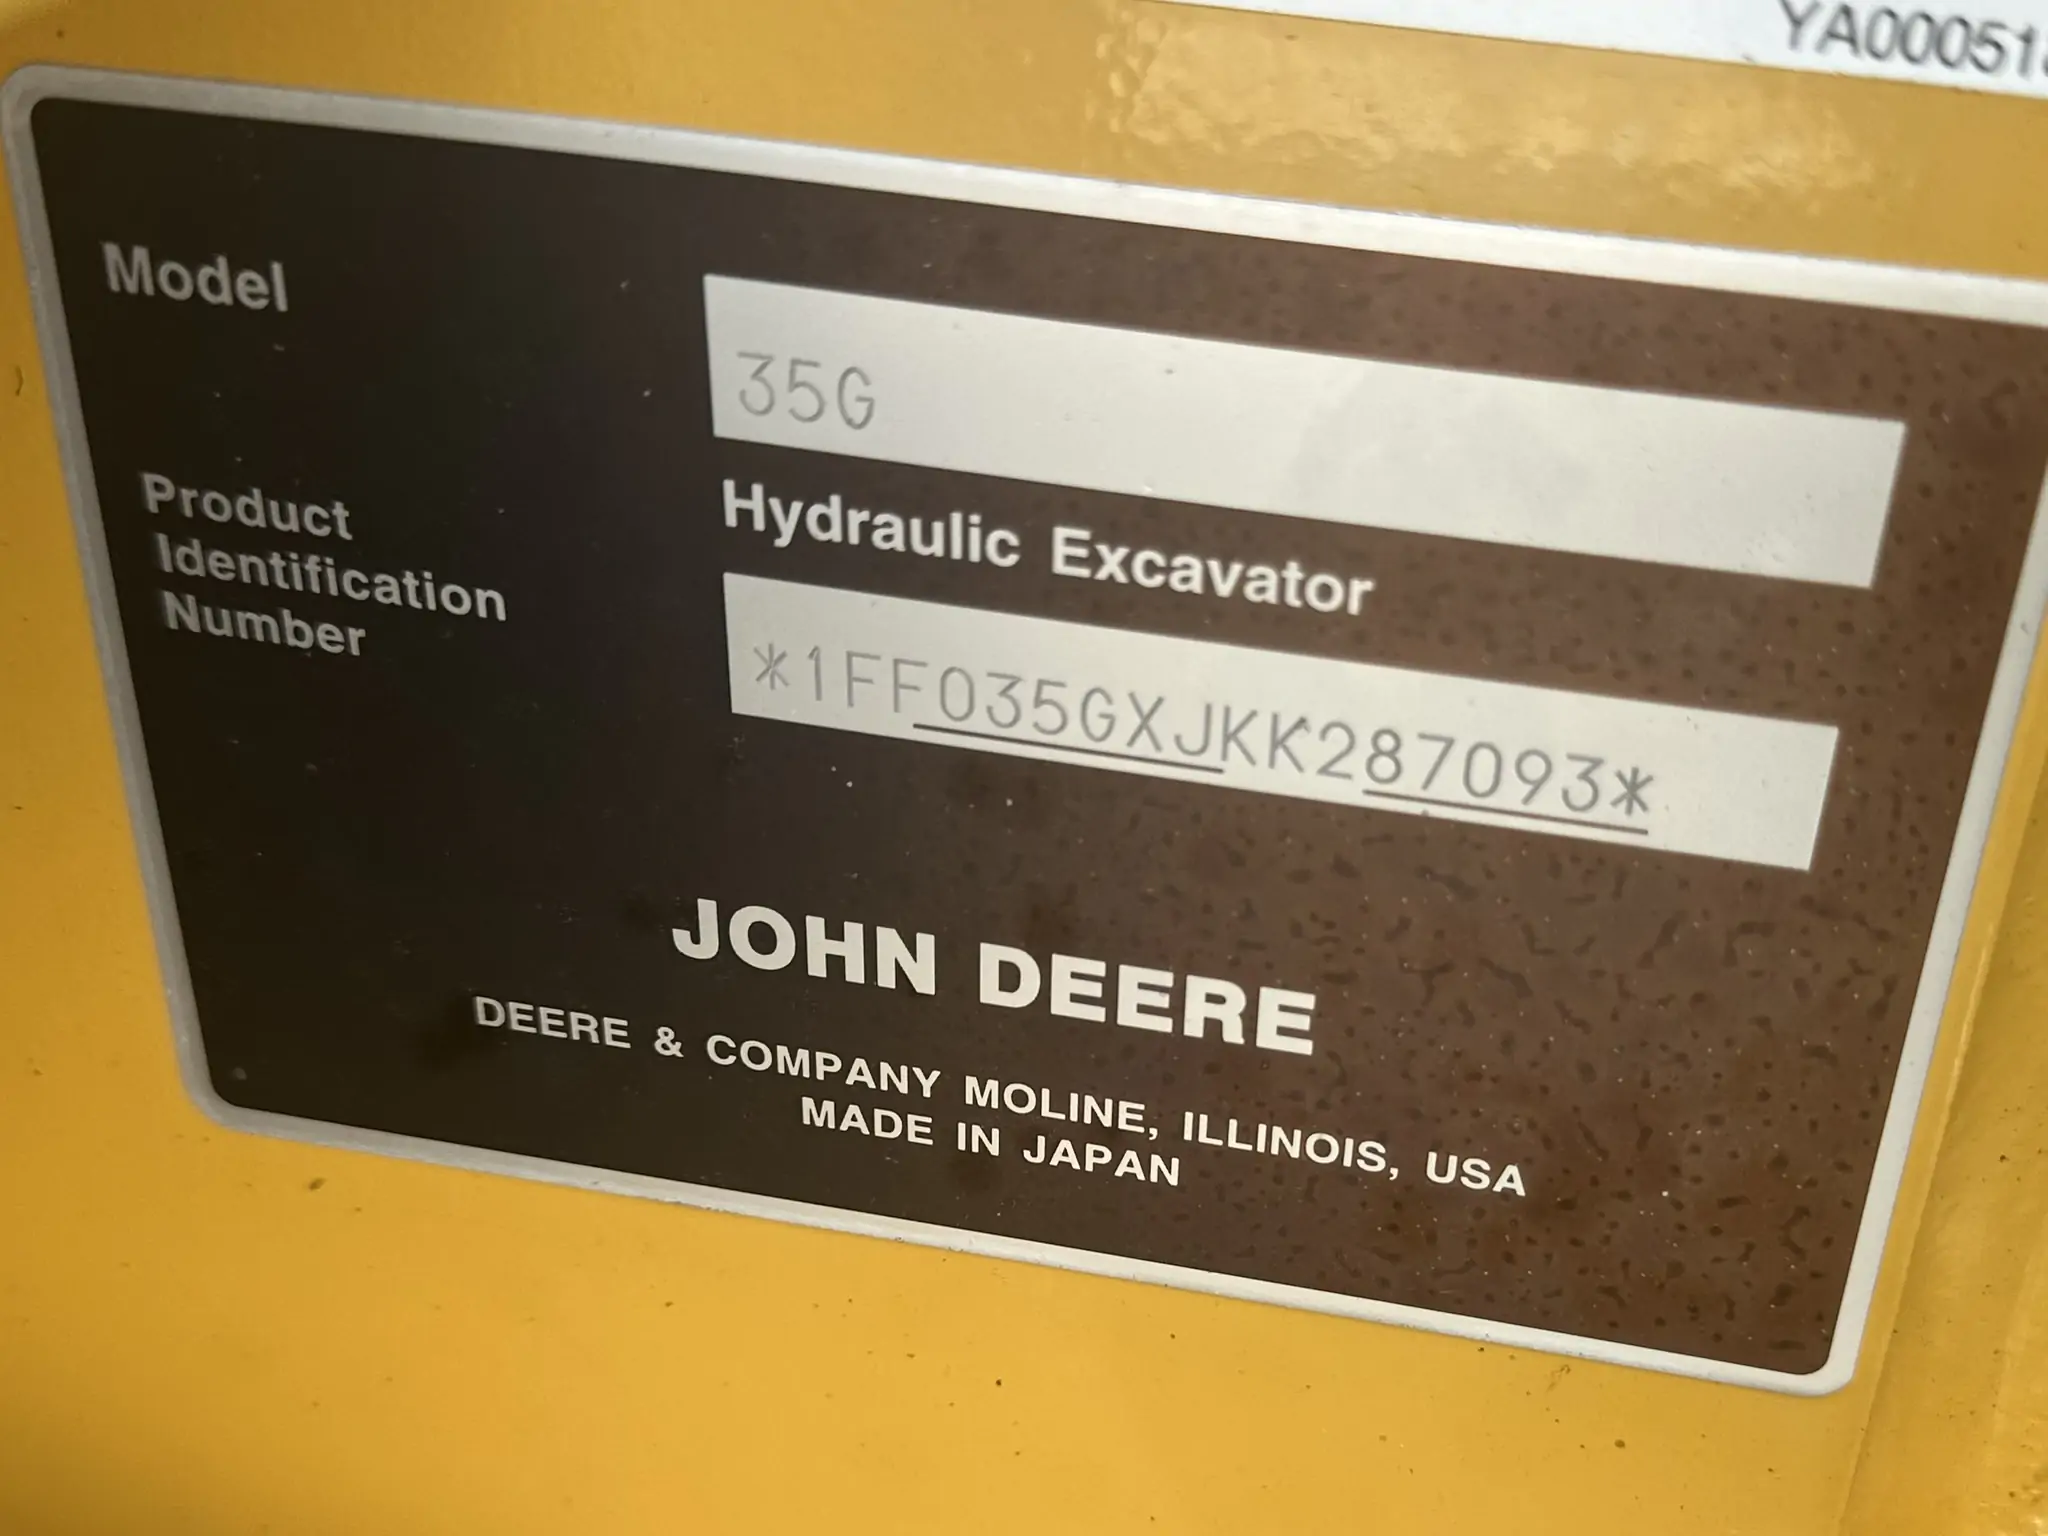 YA00051
Model
35G
Hydraulic Excavator
Product
Identification
Number
*1FF035GXJKK287093*
JOHN DEERE
DEERE & COMPANY MOLINE, ILLINOIS, USA
MADE IN JAPAN